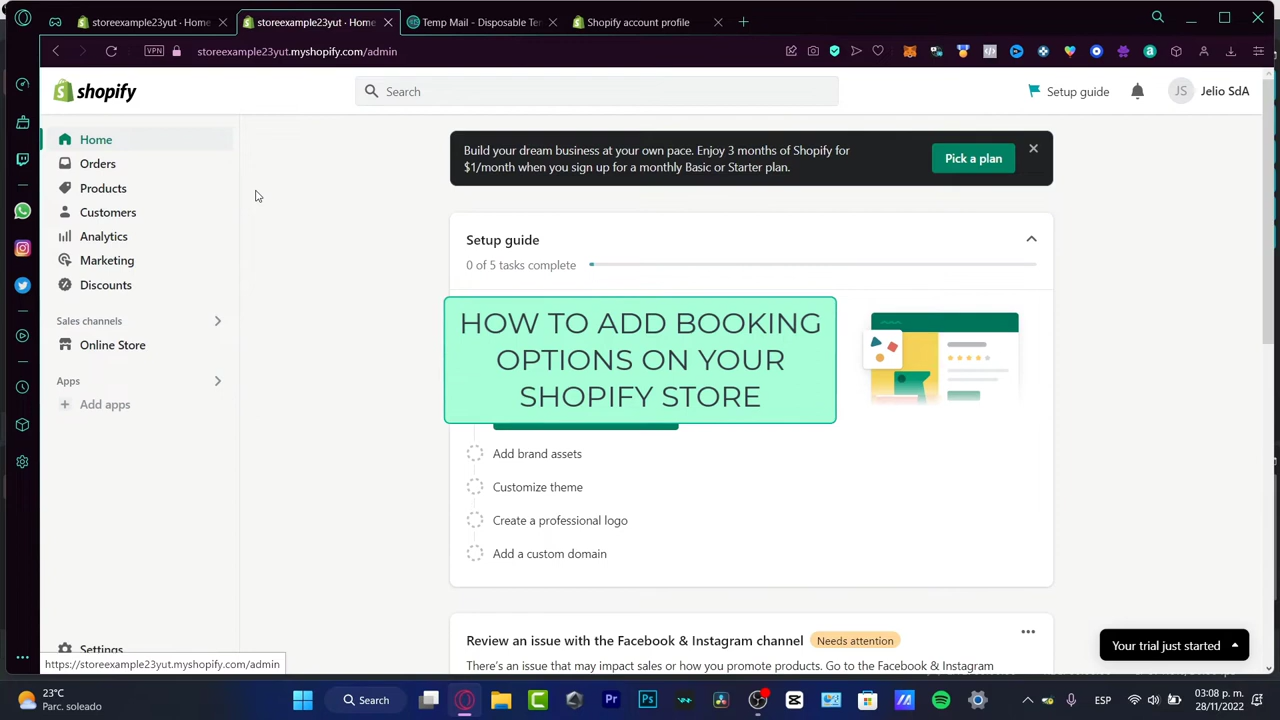 storeexample23yut · Home
storeexample23yut · Home
Temp Mail - Disposable Te
Shopify account profile
VPN
storeexample23yut.myshopify.com/admin
shopify
Search
Setup guide
JS
Jelio SdA
Home
Orders
Products
Customers
Analytics
Marketing
Discounts
Sales channels
Online Store
Apps
Add apps
Settings
https://storeexample23yut.myshopify.com/admin
Build your dream business at your own pace. Enjoy 3 months of Shopify for
$1/month when you sign up for a monthly Basic or Starter plan.
Pick a plan
Setup guide
0 of 5 tasks complete
HOW TO ADD BOOKING
OPTIONS ON YOUR
SHOPIFY STORE
Add brand assets
Customize theme
Create a professional logo
Add a custom domain
Review an issue with the Facebook & Instagram channel
Needs attention
There's an issue that may impact sales or how you promote products. Go to the Facebook & Instagram
Your trial just started
23°C
Parc. soleado
Search
Pr
Ps
ESP
03:08 p. m.
28/11/2022